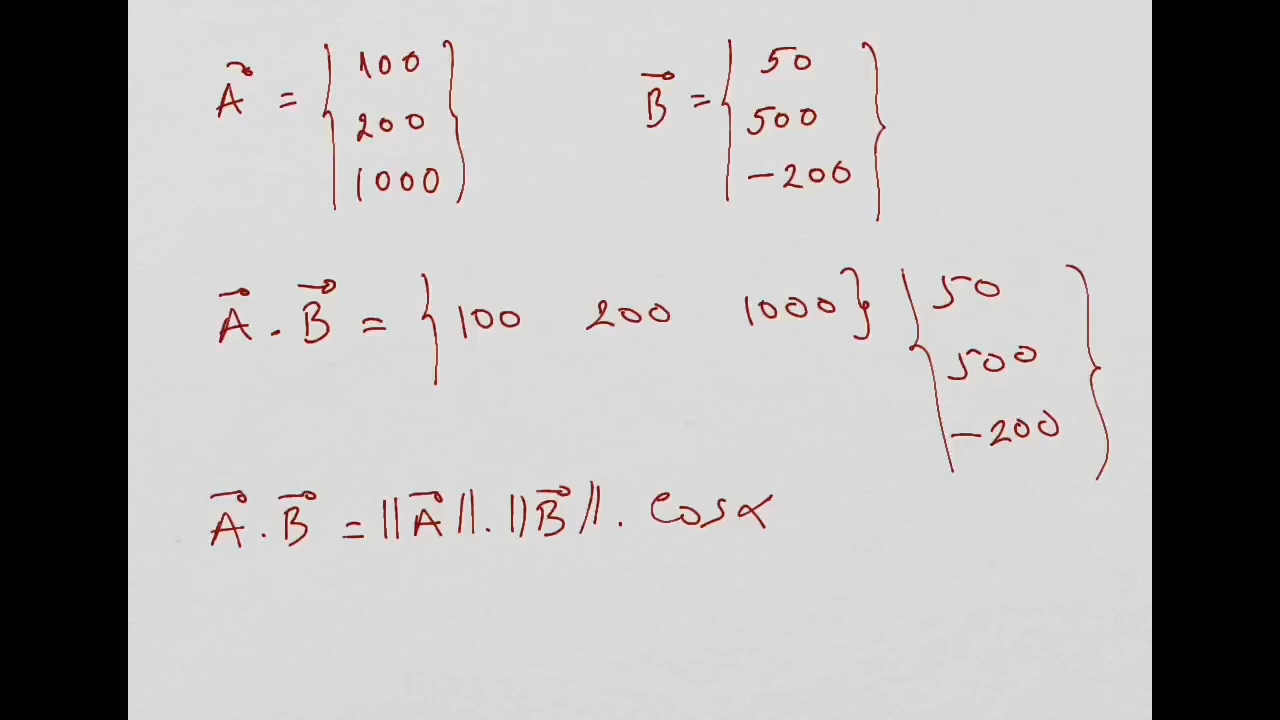 A⃗ = { 100 200 1000 } B⃗ = { 50 500 -200 }
A⃗ . B⃗ = { 100 200 1000 } { 50 500 -200 }
A⃗ . B⃗ = ||A⃗|| . ||B⃗|| . cos α